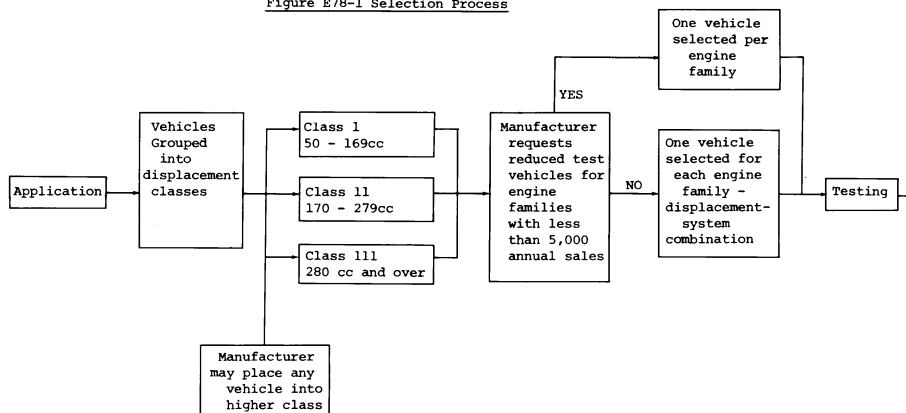 Figure E78-1 Selection Process
Application
Vehicles
Grouped
into
displacement
classes
Class l
50 - 169cc
Class ll
170 - 279cc
Class lll
280 cc and over
Manufacturer
may place any
vehicle into
higher class
Manufacturer
requests
reduced test
vehicles for
engine
families
with less
than 5,000
annual sales
YES
One vehicle
selected per
engine
family
NO
One vehicle
selected for
each engine
family -
displacement-
system
combination
Testing